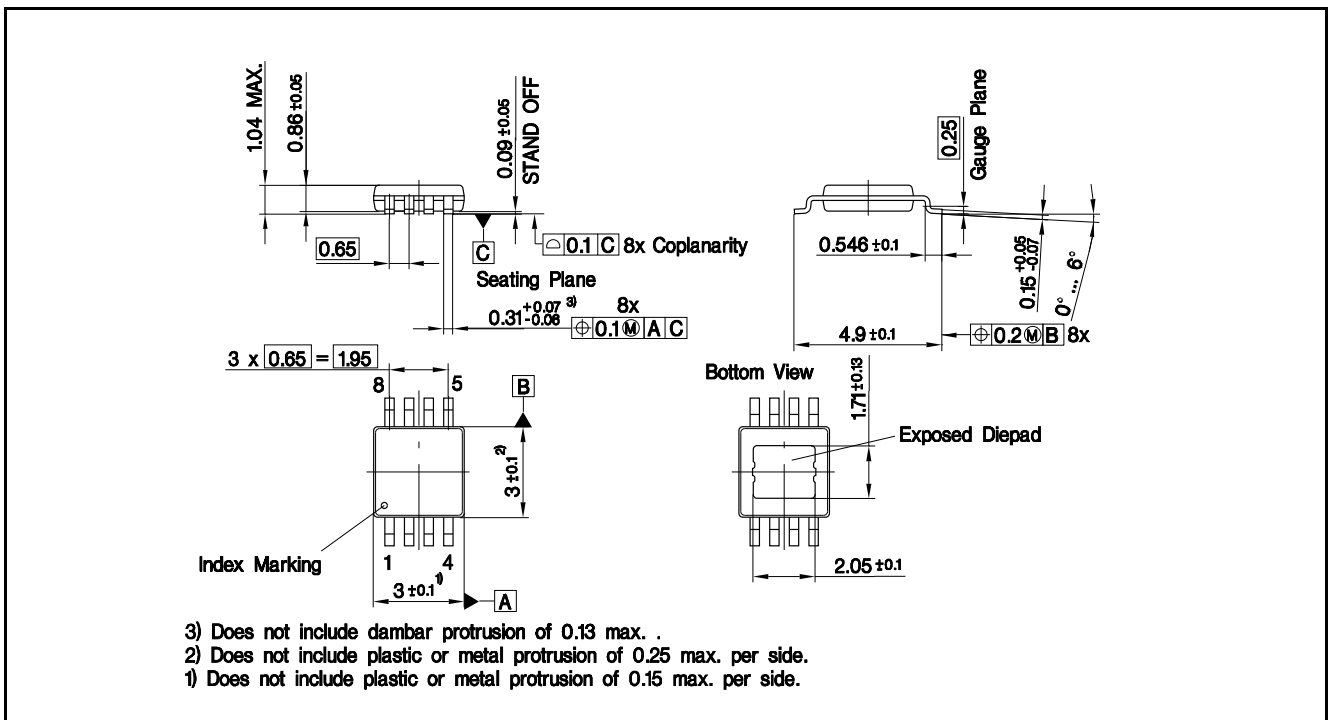 1.04 MAX.
0.86 ±0.05
0.09 ±0.05
STAND OFF
0.65
C
⌓ 0.1 C 8x Coplanarity
Seating Plane
0.31 +0.07 -0.06 3)
8x
⌖ 0.1 Ⓜ A C
0.25
Gauge Plane
0.546 ±0.1
0.15 +0.05 -0.07
0° ... 6°
4.9 ±0.1
⌖ 0.2 Ⓜ B 8x
3 x 0.65 = 1.95
8
5
B
3 ±0.1 2)
Index Marking
1
4
3 ±0.1 1)
A
Bottom View
1.71 ±0.13
Exposed Diepad
2.05 ±0.1
3) Does not include dambar protrusion of 0.13 max. .
2) Does not include plastic or metal protrusion of 0.25 max. per side.
1) Does not include plastic or metal protrusion of 0.15 max. per side.